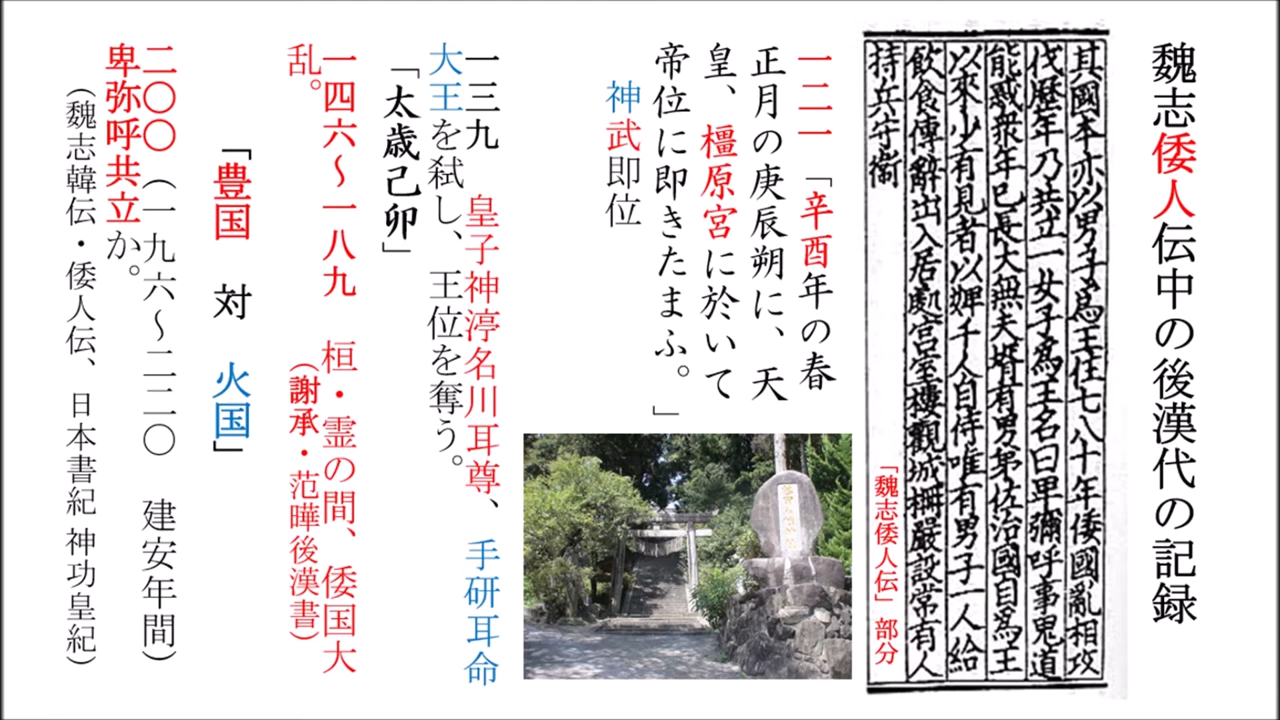 魏志倭人伝中の後漢代の記録
其國本亦以男子爲王住七八十年倭國亂相攻
伐歷年乃共立一女子爲王名曰卑彌呼事鬼道
能惑衆年已長大無夫壻有男弟佐治國自爲王
以來少有見者以婢千人自侍唯有男子一人給
飲食傳辭出入居處宮室樓觀城柵嚴設常有人
持兵守衞
「魏志倭人伝」部分
一二一「辛酉年の春
正月の庚辰朔に、天
皇、橿原宮に於いて
帝位に即きたまふ。」
神武即位
一三九　皇子神渟名川耳尊、手研耳命
大王を弑し、王位を奪う。
「太歳己卯」
一四六～一八九　桓・霊の間、倭国大
乱。　（謝承・范曄後漢書）
「豊国　対　火国」
二〇〇（一九六～二二〇　建安年間）
卑弥呼共立か。
（魏志韓伝・倭人伝、日本書紀 神功皇紀）